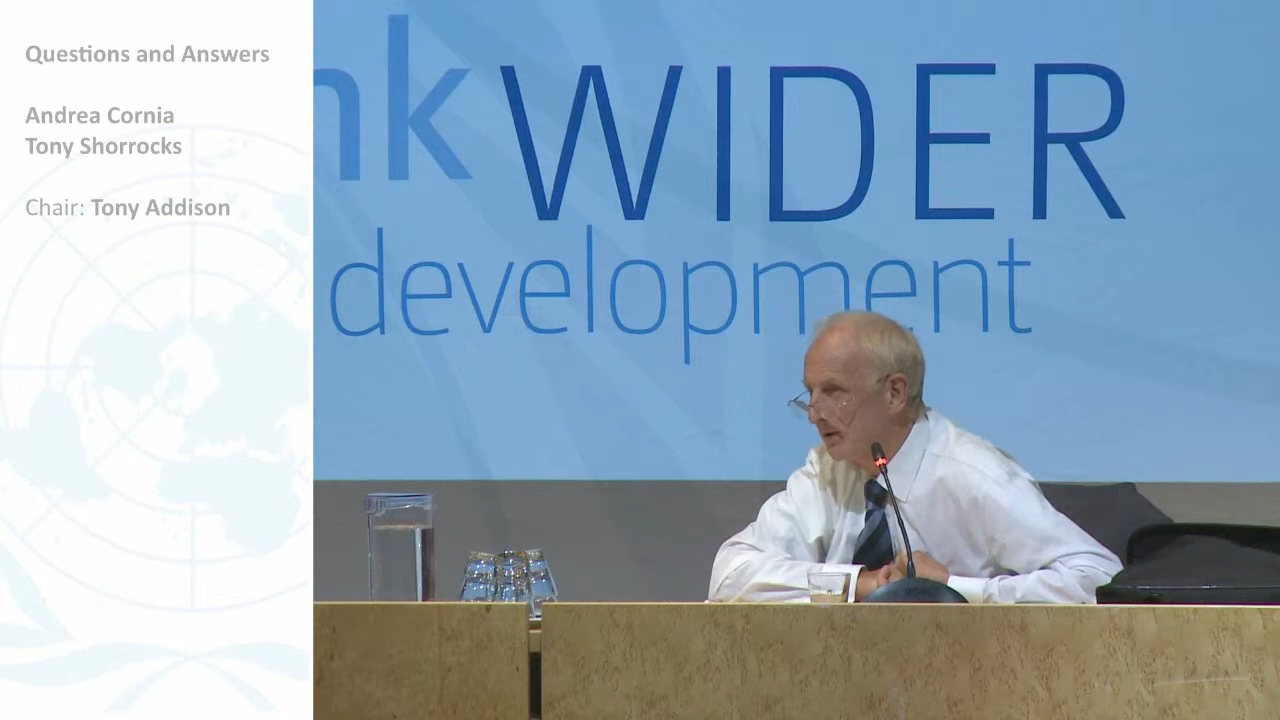 Questions and Answers
Andrea Cornia
Tony Shorrocks
Chair: Tony Addison
nk WIDER
development